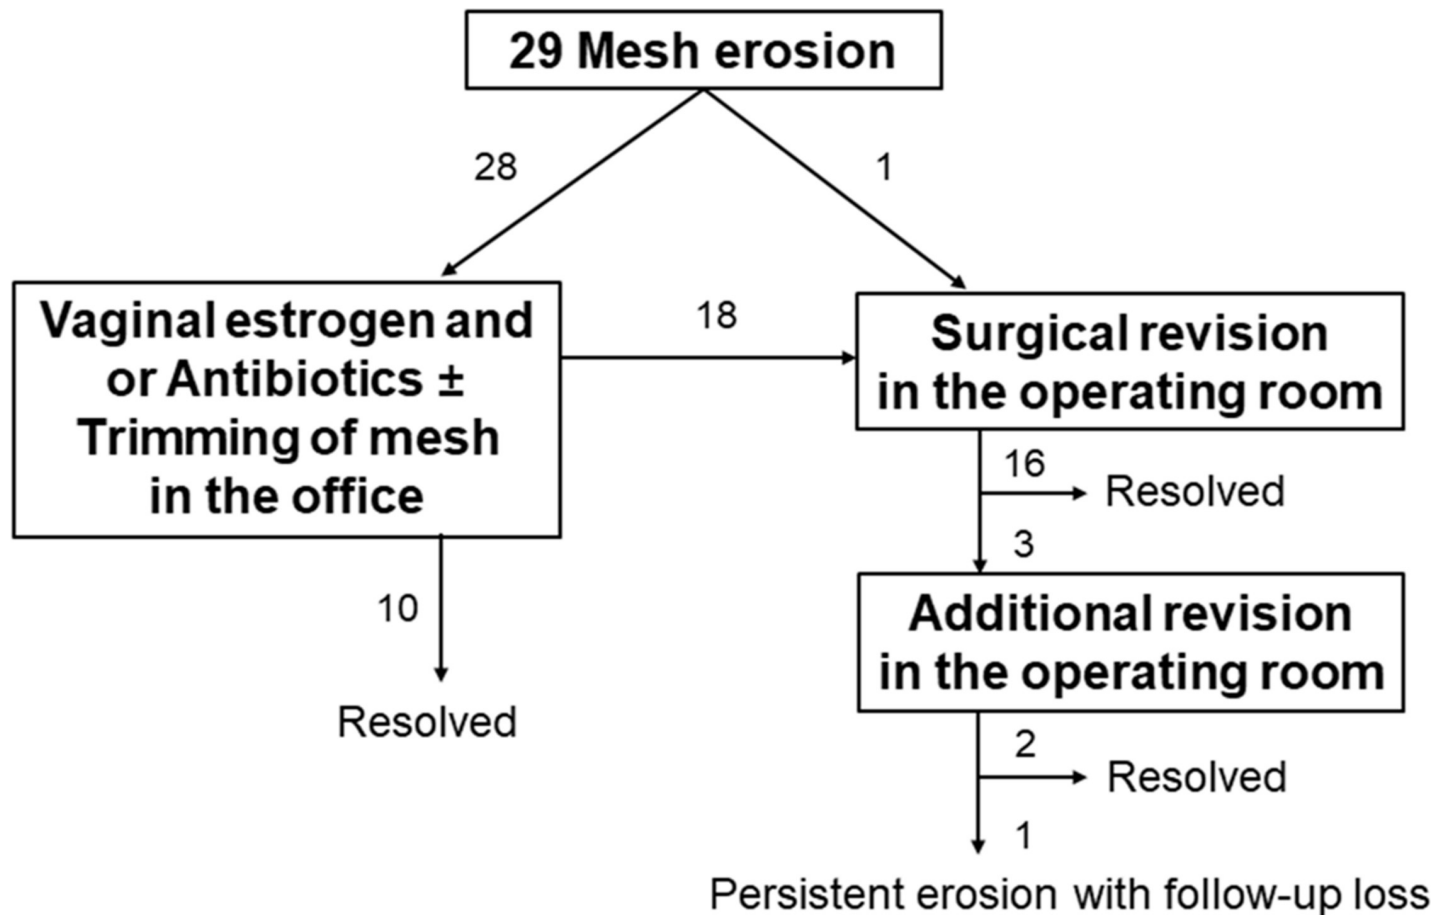 29 Mesh erosion
28
1
Vaginal estrogen and
or Antibiotics ±
Trimming of mesh
in the office
18
Surgical revision
in the operating room
16
Resolved
3
10
Resolved
Additional revision
in the operating room
2
Resolved
1
Persistent erosion with follow-up loss